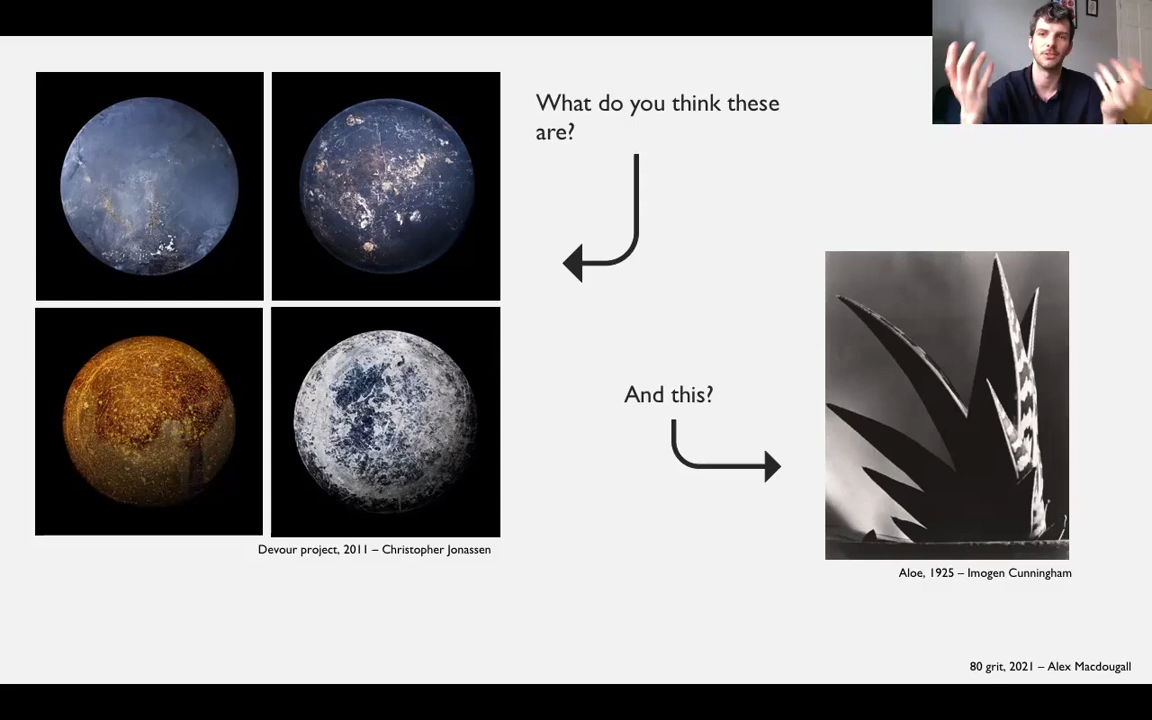 What do you think these
are?
And this?
Devour project, 2011 – Christopher Jonassen
Aloe, 1925 – Imogen Cunningham
80 grit, 2021 – Alex Macdougall